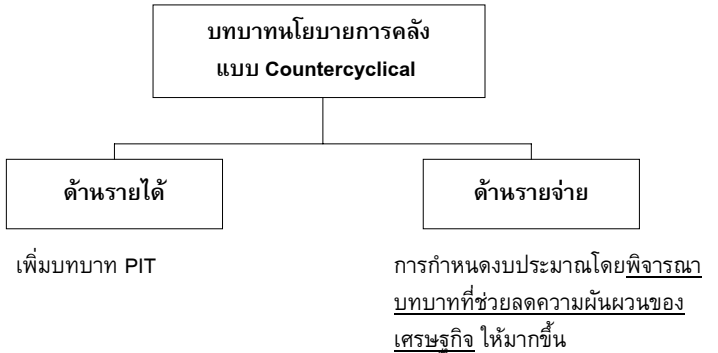 บทบาทนโยบายการคลัง
แบบ Countercyclical
ด้านรายได้
ด้านรายจ่าย
เพิ่มบทบาท PIT
การกำหนดงบประมาณโดยพิจารณา
บทบาทที่ช่วยลดความผันผวนของ
เศรษฐกิจ ให้มากขึ้น